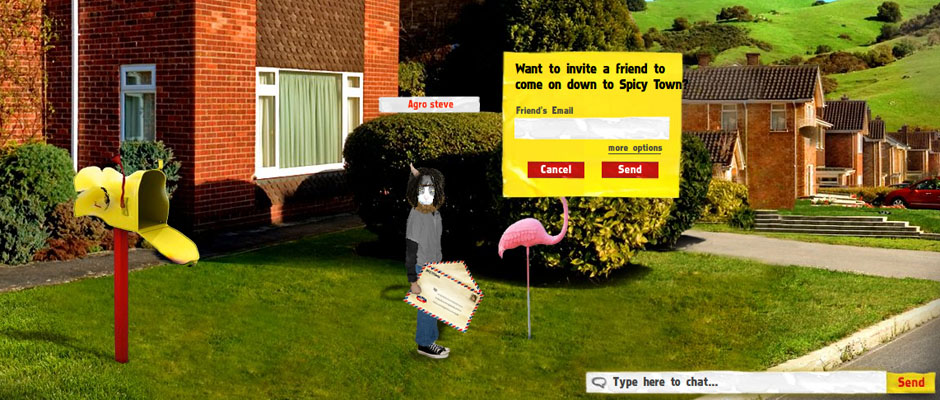 Want to invite a friend to
come on down to Spicy Town
Agro steve
Friend's Email
more options
Cancel
Send
Type here to chat...
Send